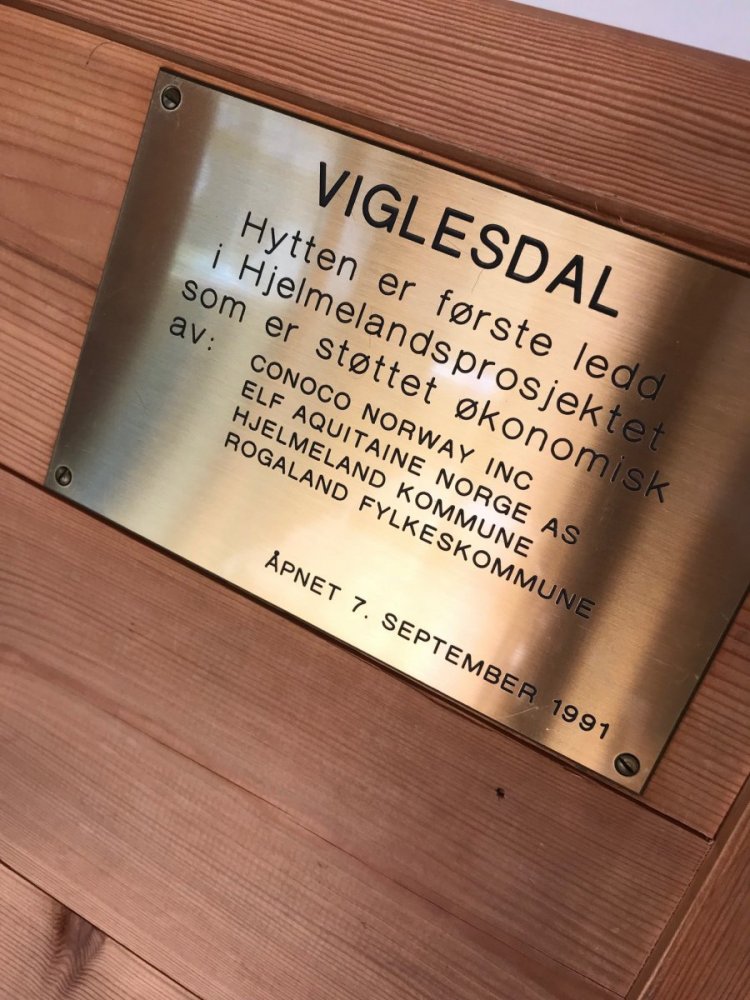 VIGLESDAL
Hytten er første ledd
i Hjelmelandsprosjektet
som er støttet økonomisk
av:
CONOCO NORWAY INC
ELF AQUITAINE NORGE AS
HJELMELAND KOMMUNE
ROGALAND FYLKESKOMMUNE
ÅPNET 7. SEPTEMBER 1991